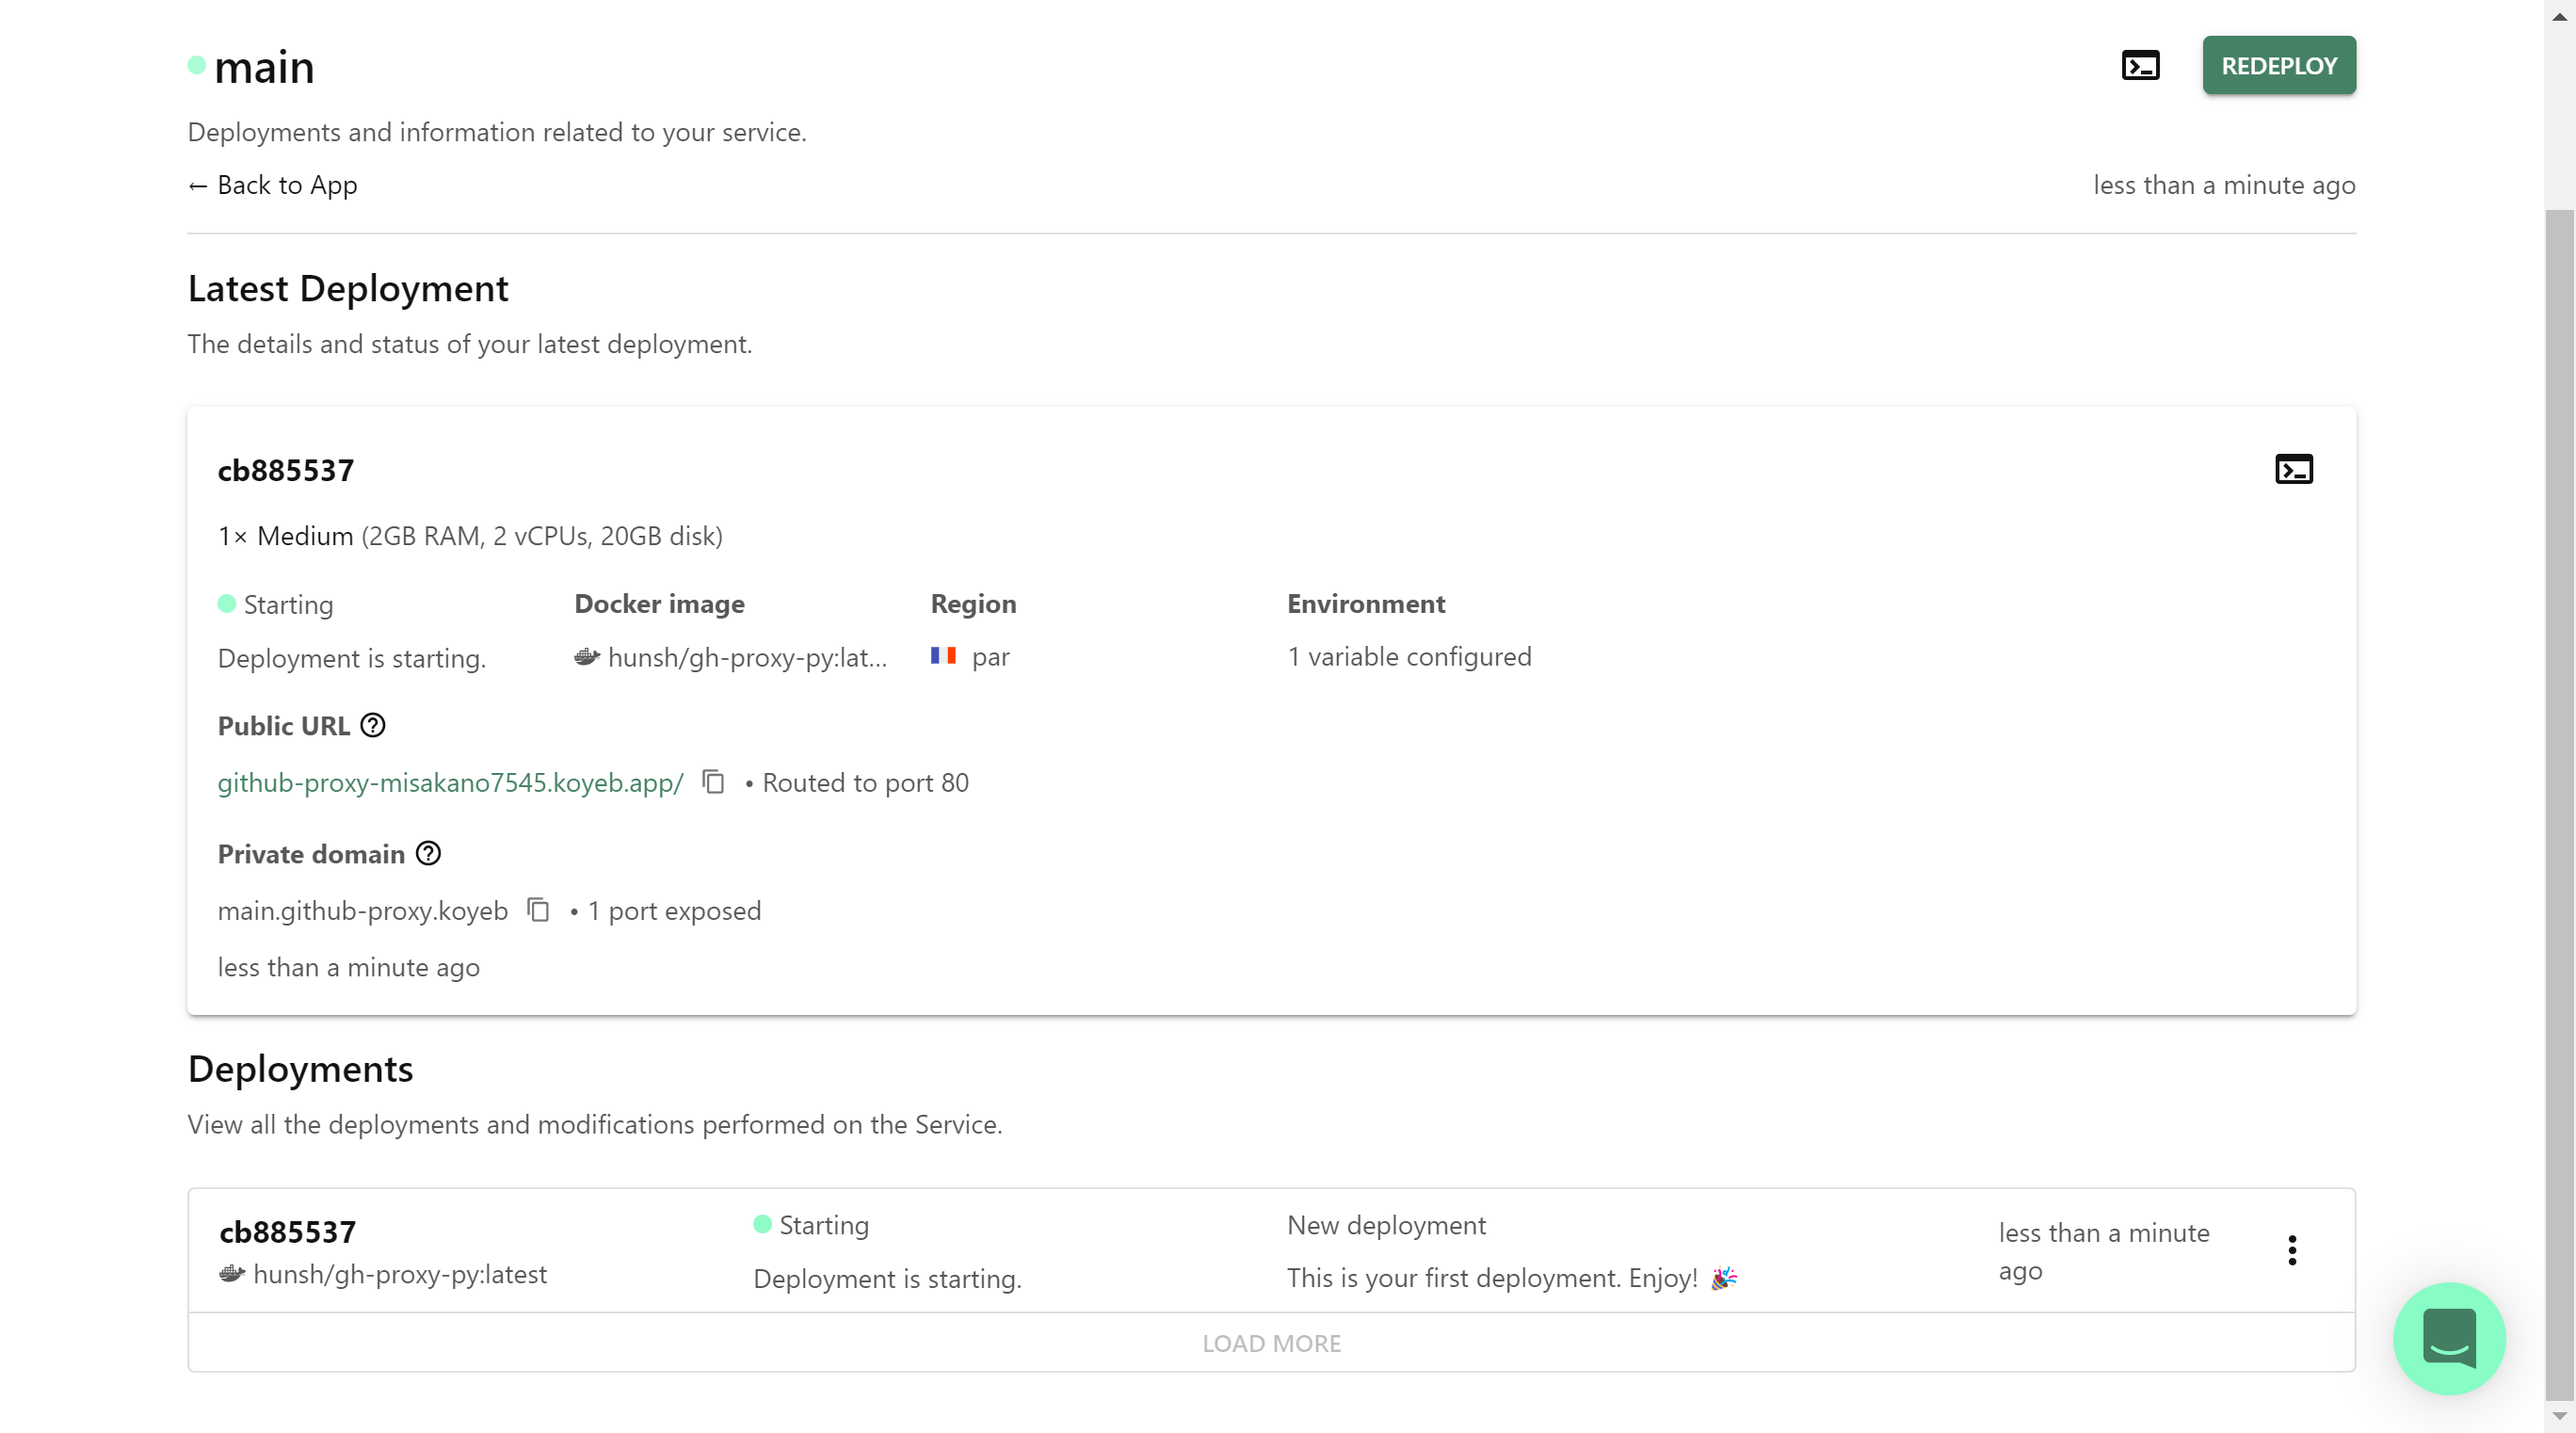 main
REDEPLOY
Deployments and information related to your service.
← Back to App
less than a minute ago
Latest Deployment
The details and status of your latest deployment.
cb885537
1× Medium (2GB RAM, 2 vCPUs, 20GB disk)
Starting
Docker image
Region
Environment
Deployment is starting.
hunsh/gh-proxy-py:lat...
par
1 variable configured
Public URL
github-proxy-misakano7545.koyeb.app/ • Routed to port 80
Private domain
main.github-proxy.koyeb • 1 port exposed
less than a minute ago
Deployments
View all the deployments and modifications performed on the Service.
cb885537
hunsh/gh-proxy-py:latest
Starting
Deployment is starting.
New deployment
This is your first deployment. Enjoy! 🎉
less than a minute
ago
LOAD MORE